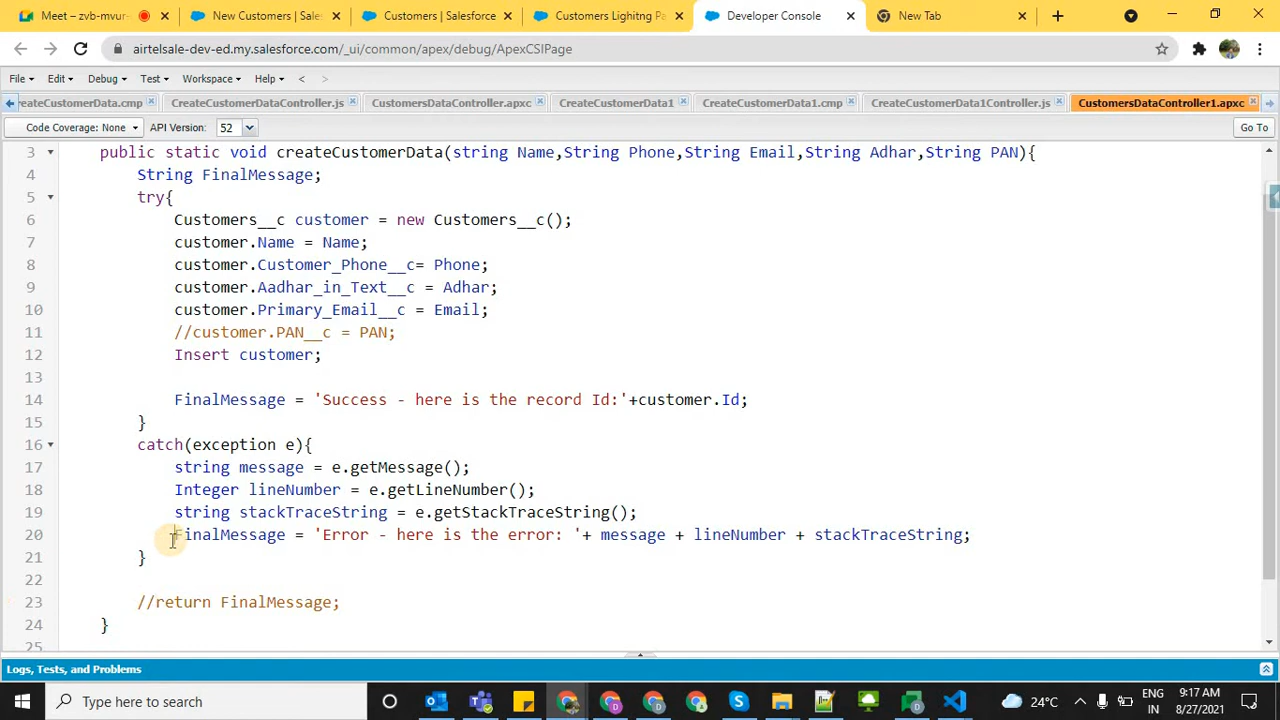 Meet – zvb-mvur-
New Customers | Sales
Customers | Salesforce
Customers Lighitng Pa
Developer Console
New Tab
airtelsale-dev-ed.my.salesforce.com/_ui/common/apex/debug/ApexCSIPage
File Edit Debug Test Workspace Help < >
reateCustomerData.cmp CreateCustomerDataController.js CustomersDataController.apxc CreateCustomerData1 CreateCustomerData1.cmp CreateCustomerData1Controller.js CustomersDataController1.apxc
Code Coverage: None API Version: 52 Go To
3 public static void createCustomerData(string Name,String Phone,String Email,String Adhar,String PAN){
4 String FinalMessage;
5 try{
6 Customers__c customer = new Customers__c();
7 customer.Name = Name;
8 customer.Customer_Phone__c= Phone;
9 customer.Aadhar_in_Text__c = Adhar;
10 customer.Primary_Email__c = Email;
11 //customer.PAN__c = PAN;
12 Insert customer;
13
14 FinalMessage = 'Success - here is the record Id:'+customer.Id;
15 }
16 catch(exception e){
17 string message = e.getMessage();
18 Integer lineNumber = e.getLineNumber();
19 string stackTraceString = e.getStackTraceString();
20 FinalMessage = 'Error - here is the error: '+ message + lineNumber + stackTraceString;
21 }
22
23 //return FinalMessage;
24 }
25
Logs, Tests, and Problems
Type here to search
24°C
ENG
IN
9:17 AM
8/27/2021